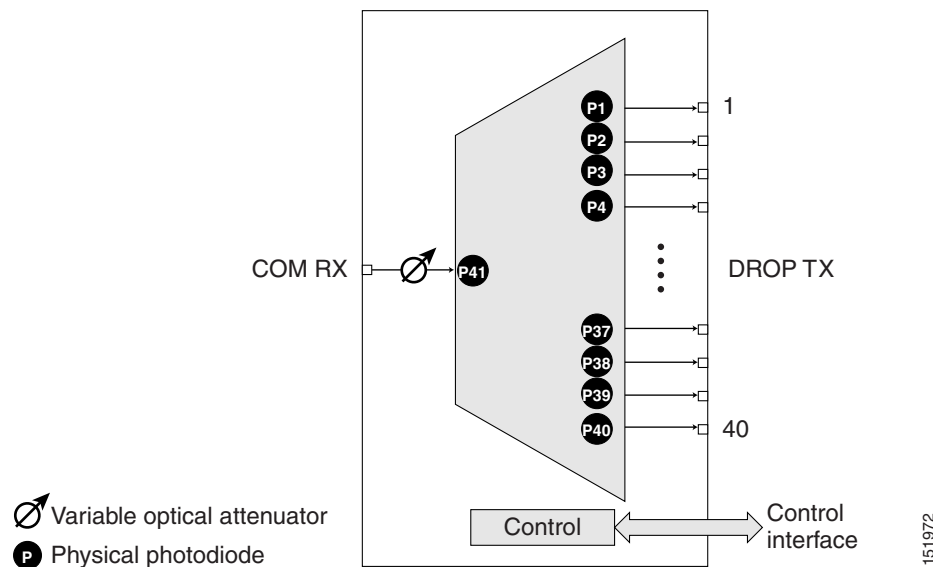 P1
1
P2
P3
P4
COM RX
P41
DROP TX
P37
P38
P39
P40
40
Variable optical attenuator
Control
Control
interface
P
Physical photodiode
151972